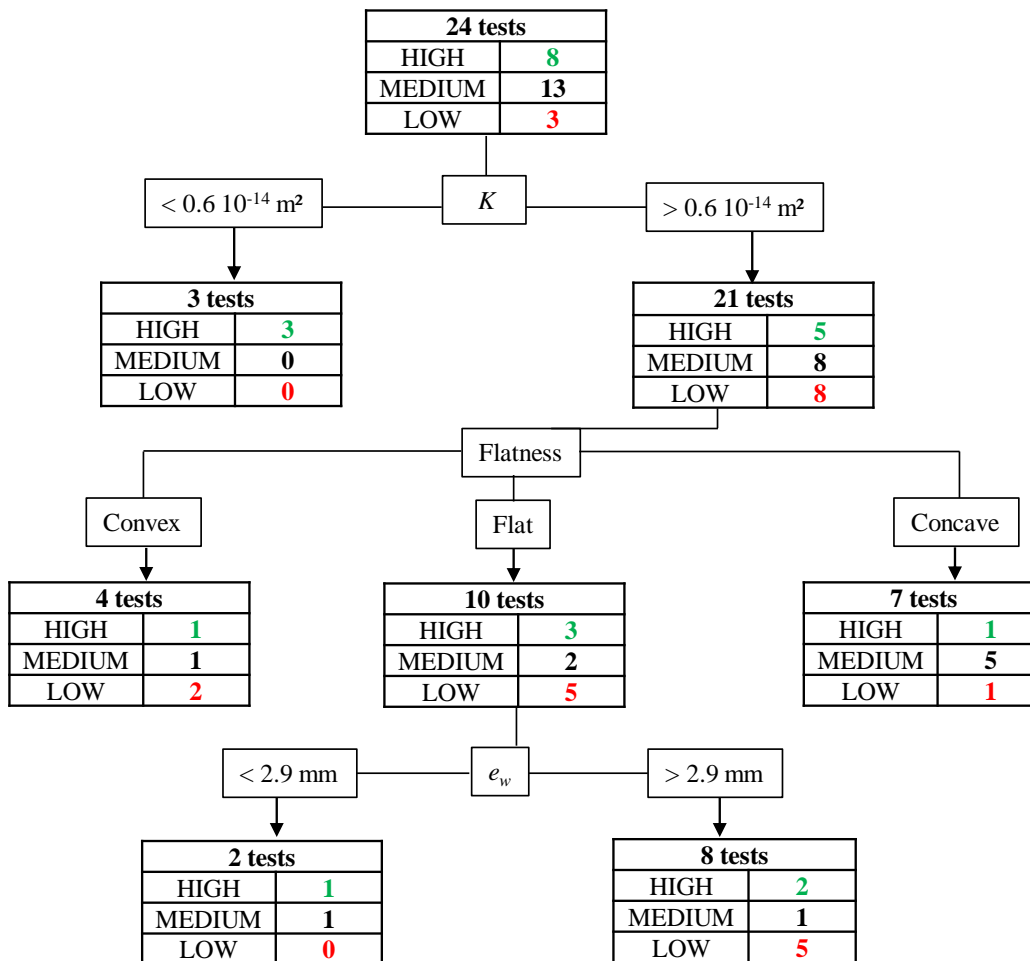 24 tests
HIGH 8
MEDIUM 13
LOW 3
< 0.6 10⁻¹⁴ m²
K
> 0.6 10⁻¹⁴ m²
3 tests
HIGH 3
MEDIUM 0
LOW 0
21 tests
HIGH 5
MEDIUM 8
LOW 8
Flatness
Convex
Flat
Concave
4 tests
HIGH 1
MEDIUM 1
LOW 2
10 tests
HIGH 3
MEDIUM 2
LOW 5
7 tests
HIGH 1
MEDIUM 5
LOW 1
< 2.9 mm
e_w
> 2.9 mm
2 tests
HIGH 1
MEDIUM 1
LOW 0
8 tests
HIGH 2
MEDIUM 1
LOW 5